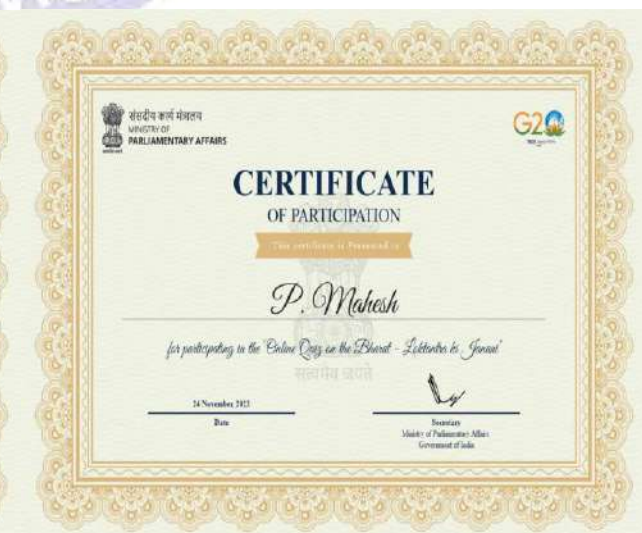 संसदीय कार्य मंत्रालय
MINISTRY OF
PARLIAMENTARY AFFAIRS
G20
CERTIFICATE
OF PARTICIPATION
This certificate is Presented to
P. Mahesh
for participating in the "Online Quiz on the Bharat - Loktantra ki Janani"
सत्यमेव जयते
24 November 2023
Date
Secretary
Ministry of Parliamentary Affairs
Government of India